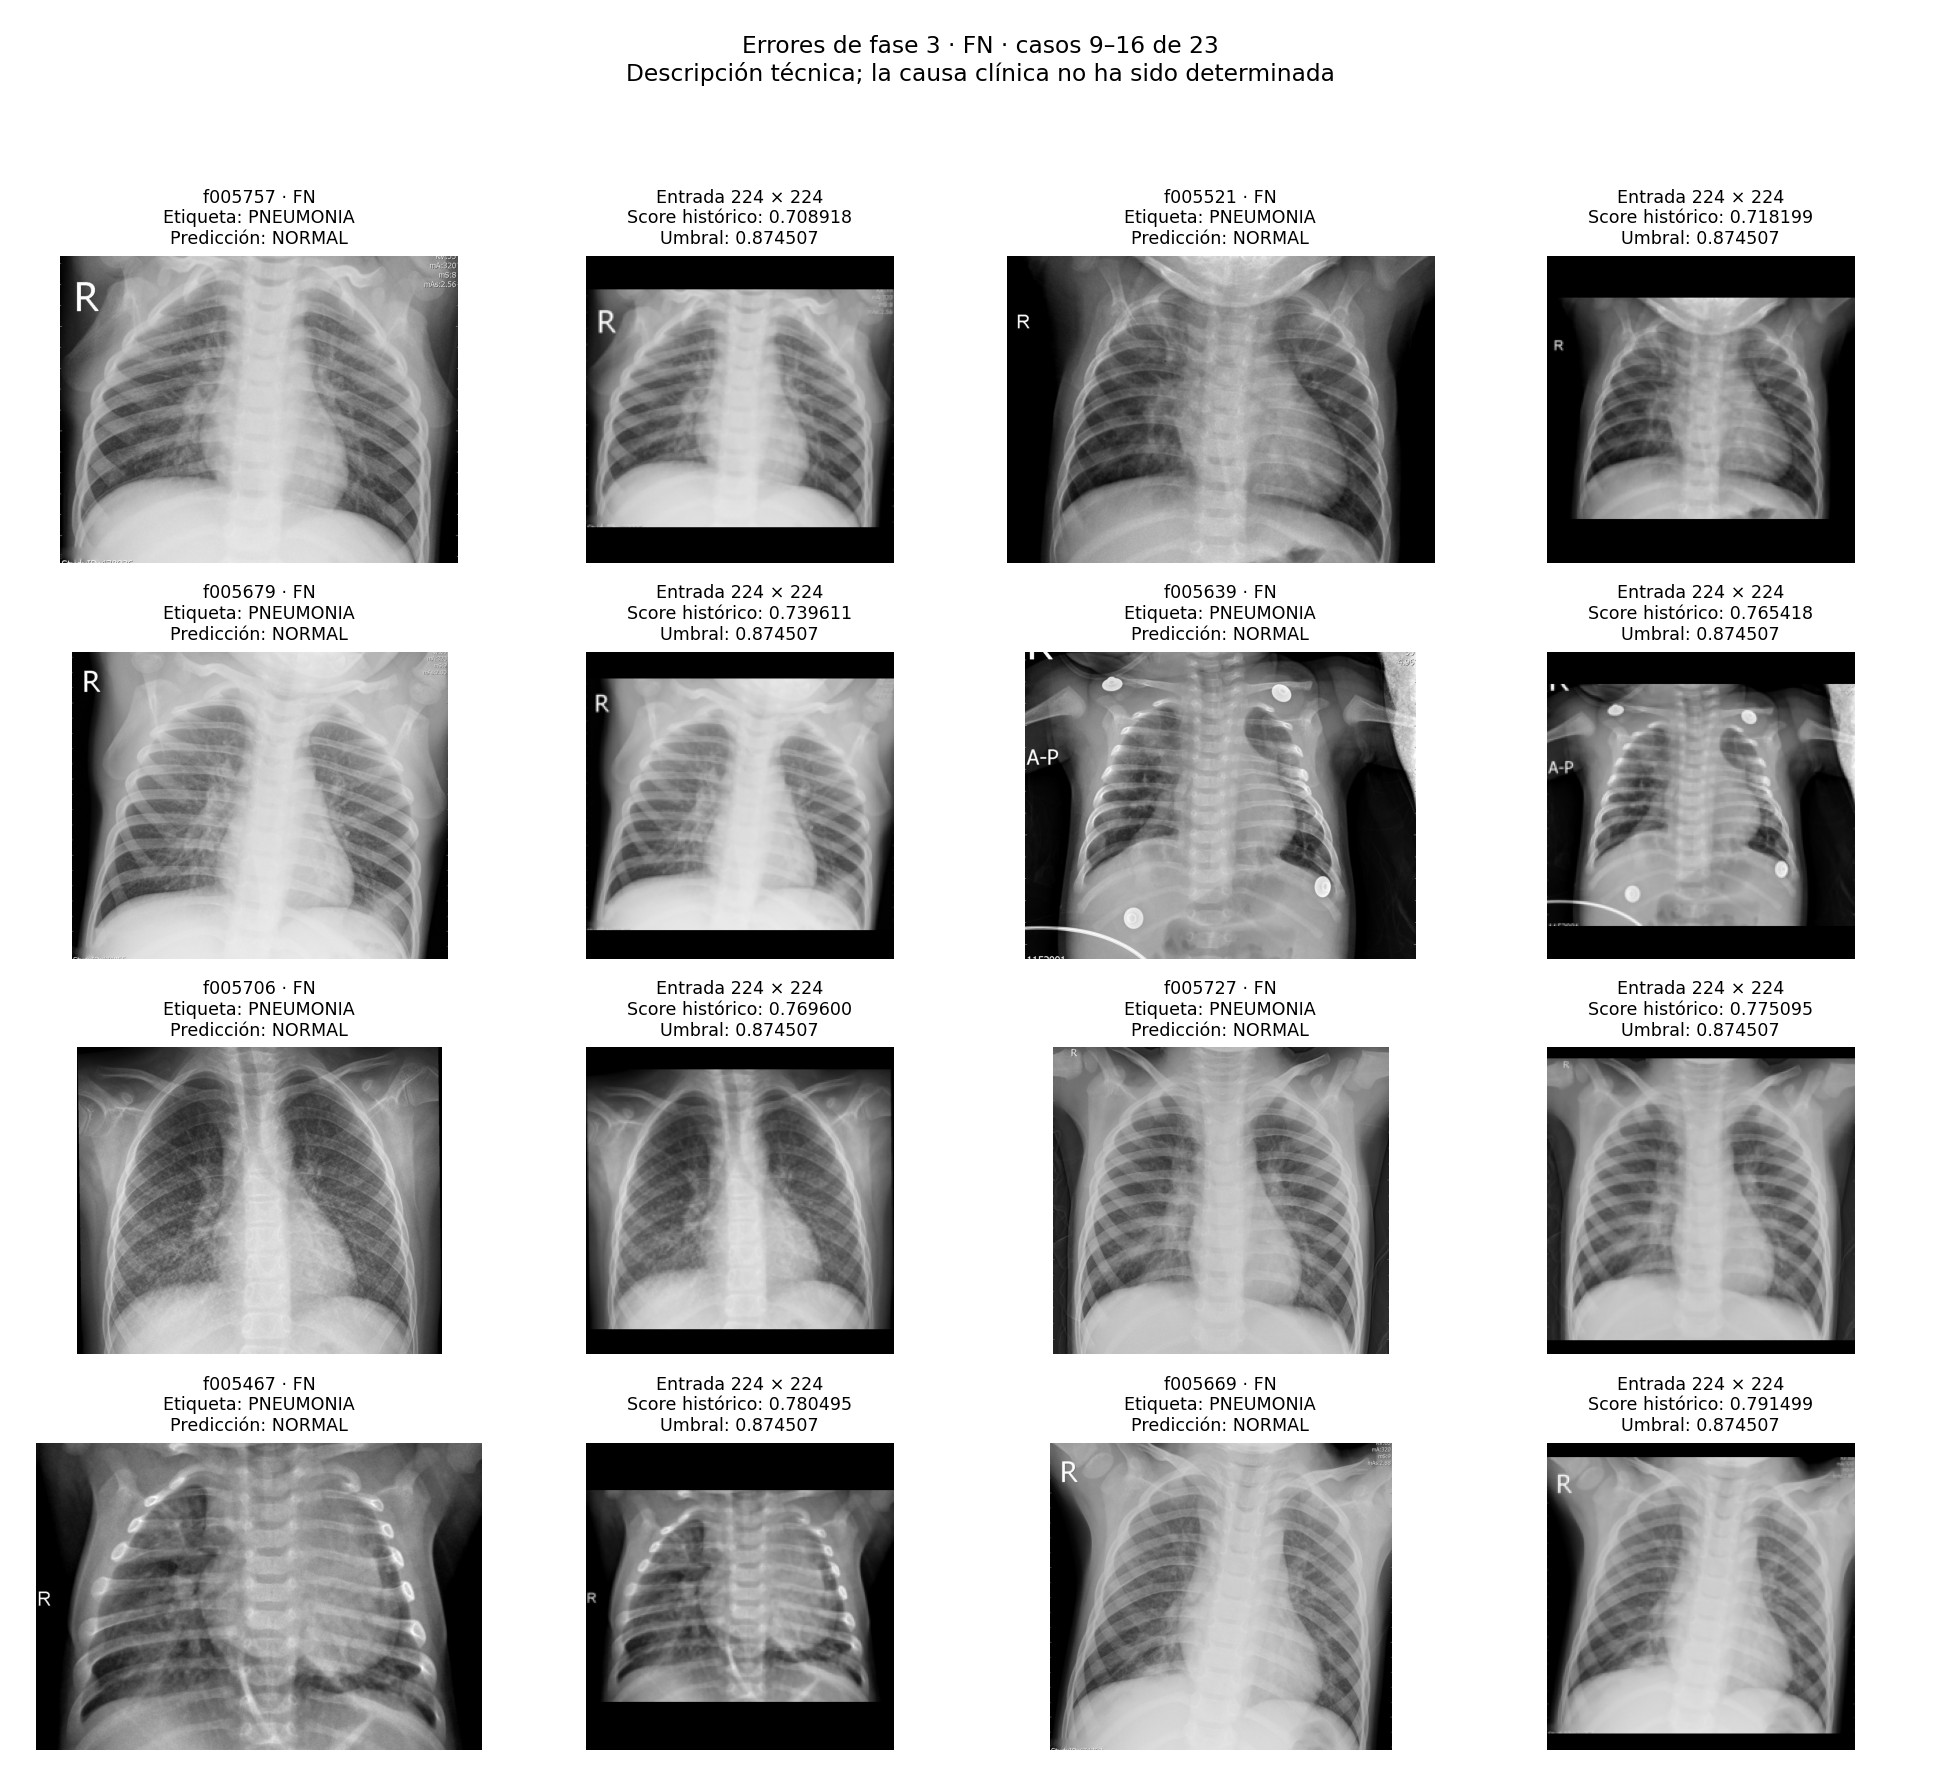 Errores de fase 3 · FN · casos 9–16 de 23
Descripción técnica; la causa clínica no ha sido determinada
f005757 · FN
Etiqueta: PNEUMONIA
Predicción: NORMAL
Entrada 224 × 224
Score histórico: 0.708918
Umbral: 0.874507
f005521 · FN
Etiqueta: PNEUMONIA
Predicción: NORMAL
Entrada 224 × 224
Score histórico: 0.718199
Umbral: 0.874507
R
mA:320
mS:8
mAs:2.56
R
R
R
f005679 · FN
Etiqueta: PNEUMONIA
Predicción: NORMAL
Entrada 224 × 224
Score histórico: 0.739611
Umbral: 0.874507
f005639 · FN
Etiqueta: PNEUMONIA
Predicción: NORMAL
Entrada 224 × 224
Score histórico: 0.765418
Umbral: 0.874507
R
R
A-P
A-P
f005706 · FN
Etiqueta: PNEUMONIA
Predicción: NORMAL
Entrada 224 × 224
Score histórico: 0.769600
Umbral: 0.874507
f005727 · FN
Etiqueta: PNEUMONIA
Predicción: NORMAL
Entrada 224 × 224
Score histórico: 0.775095
Umbral: 0.874507
R
R
f005467 · FN
Etiqueta: PNEUMONIA
Predicción: NORMAL
Entrada 224 × 224
Score histórico: 0.780495
Umbral: 0.874507
f005669 · FN
Etiqueta: PNEUMONIA
Predicción: NORMAL
Entrada 224 × 224
Score histórico: 0.791499
Umbral: 0.874507
R
R
R
R